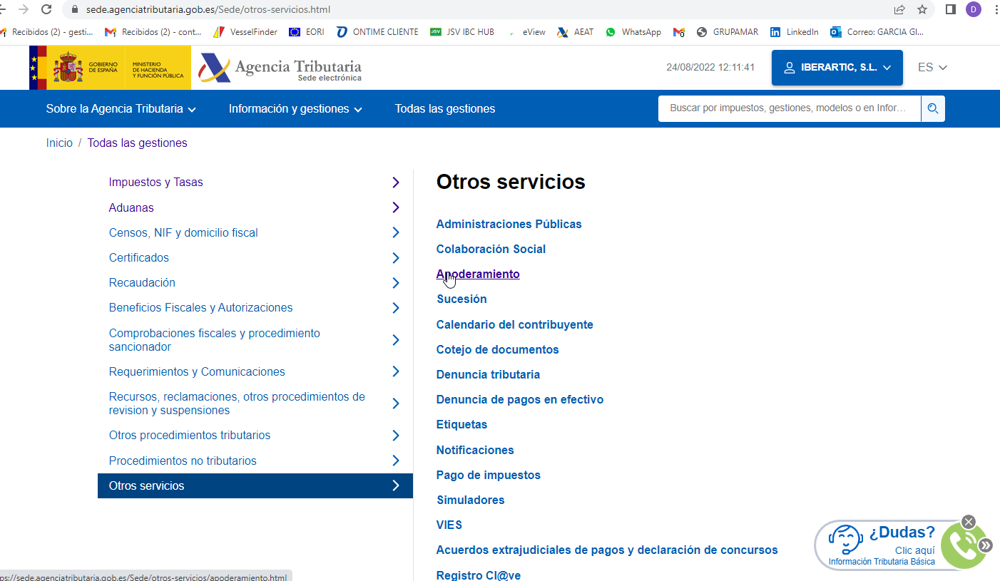 sede.agenciatributaria.gob.es/Sede/otros-servicios.html
D
Recibidos (2) - gesti...
Recibidos (2) - cont...
VesselFinder
EORI
ONTIME CLIENTE
JSV
JSV IBC HUB
eView
AEAT
WhatsApp
GRUPAMAR
LinkedIn
Correo: GARCIA GI...
GOBIERNO
DE ESPAÑA
MINISTERIO
DE HACIENDA
Y FUNCIÓN PÚBLICA
Agencia Tributaria
Sede electrónica
24/08/2022 12:11:41
IBERARTIC, S.L.
ES
Sobre la Agencia Tributaria
Información y gestiones
Todas las gestiones
Buscar por impuestos, gestiones, modelos o en Infor...
Inicio / Todas las gestiones
Impuestos y Tasas
Aduanas
Censos, NIF y domicilio fiscal
Certificados
Recaudación
Beneficios Fiscales y Autorizaciones
Comprobaciones fiscales y procedimiento
sancionador
Requerimientos y Comunicaciones
Recursos, reclamaciones, otros procedimientos de
revision y suspensiones
Otros procedimientos tributarios
Procedimientos no tributarios
Otros servicios
Otros servicios
Administraciones Públicas
Colaboración Social
Apoderamiento
Sucesión
Calendario del contribuyente
Cotejo de documentos
Denuncia tributaria
Denuncia de pagos en efectivo
Etiquetas
Notificaciones
Pago de impuestos
Simuladores
VIES
Acuerdos extrajudiciales de pagos y declaración de concursos
Registro Cl@ve
¿Dudas?
Clic aquí
Información Tributaria Básica
ps://sede.agenciatributaria.gob.es/Sede/otros-servicios/apoderamiento.html